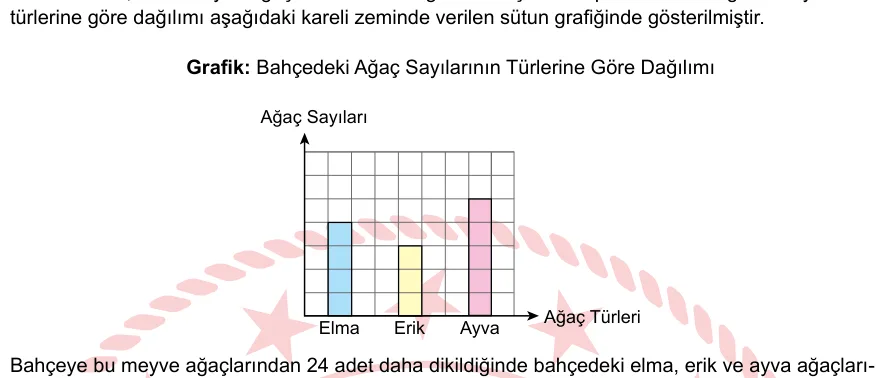 türlerine göre dağılımı aşağıdaki kareli zeminde verilen sütun grafiğinde gösterilmiştir.
Grafik: Bahçedeki Ağaç Sayılarının Türlerine Göre Dağılımı
Ağaç Sayıları
Elma Erik Ayva
Ağaç Türleri
Bahçeye bu meyve ağaçlarından 24 adet daha dikildiğinde bahçedeki elma, erik ve ayva ağaçları-